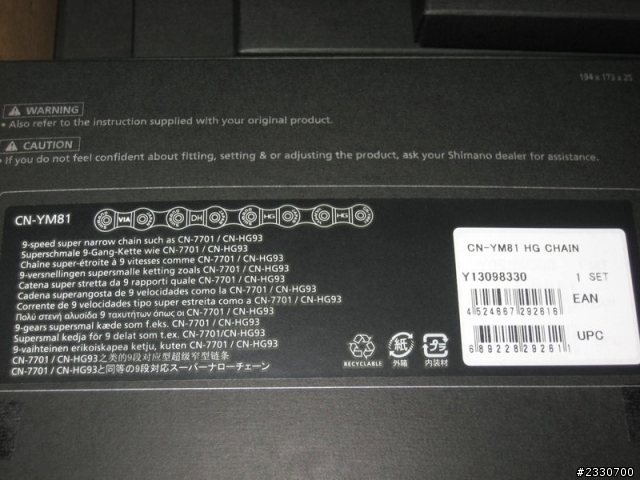 194 x 173 x 25
WARNING
• Also refer to the instruction supplied with your original product.
CAUTION
• If you do not feel confident about fitting, setting & or adjusting the product, ask your Shimano dealer for assistance.
CN-YM81
VIA DH HG HG
9-speed super narrow chain such as CN-7701 / CN-HG93
Superschmale 9-Gang-Kette wie CN-7701 / CN-HG93
Chaîne super-étroite à 9 vitesses comme CN-7701 / CN-HG93
9-versnellingen supersmalle ketting zoals CN-7701 / CN-HG93
Catena super stretta da 9 rapporti quale CN-7701 / CN-HG93
Cadena superangosta de 9 velocidades como la CN-7701 / CN-HG93
Corrente de 9 velocidades tipo super estreita como a CN-7701 / CN-HG93
Πολύ στενή αλυσίδα 9 ταχυτήτων όπως οι CN-7701 / CN-HG93
9-gears supersmal kæde som f.eks. CN-7701 / CN-HG93
Supersmal kedja för 9 delat som t.ex. CN-7701/CN-HG93
9-vaihteinen erikoiskapea ketju, kuten CN-7701 / CN-HG93
CN-7701 / CN-HG93之类的9段对应型超级窄型链条
CN-7701 / CN-HG93と同等の9段対応スーパーナローチェーン
RECYCLABLE
紙
外箱
プラ
内装材
CN-YM81 HG CHAIN
Y13098330 1 SET
EAN
4 524667 292616
UPC
6 89228 29261 1
#2330700